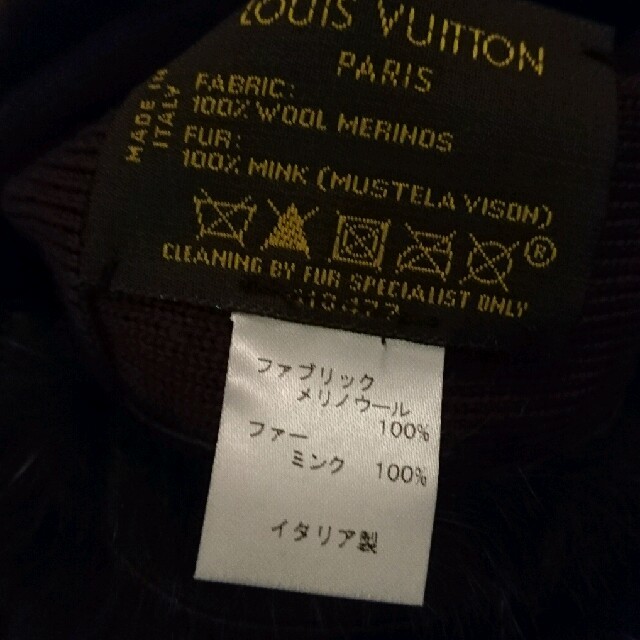 LOUIS VUITTON
PARIS
MADE IN
ITALY
FABRIC:
100% WOOL MERINOS
FUR:
100% MINK (MUSTELA VISON)
®
CLEANING BY FUR SPECIALIST ONLY
ファブリック
メリノウール
100%
ファー
ミンク 100%
イタリア製